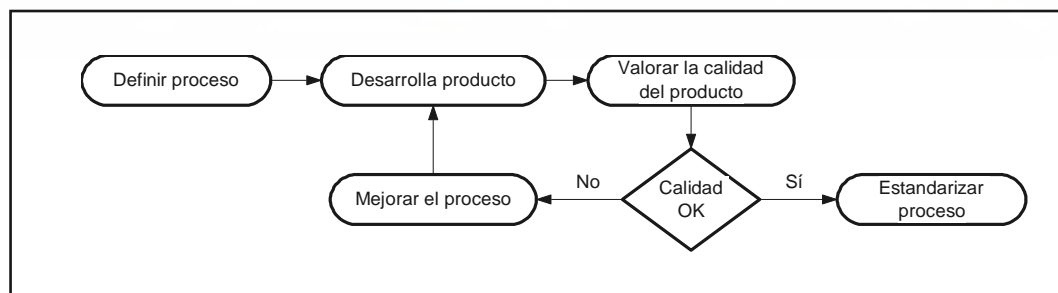 Definir proceso
Desarrolla producto
Valorar la calidad
del producto
Mejorar el proceso
No
Calidad
OK
Sí
Estandarizar
proceso